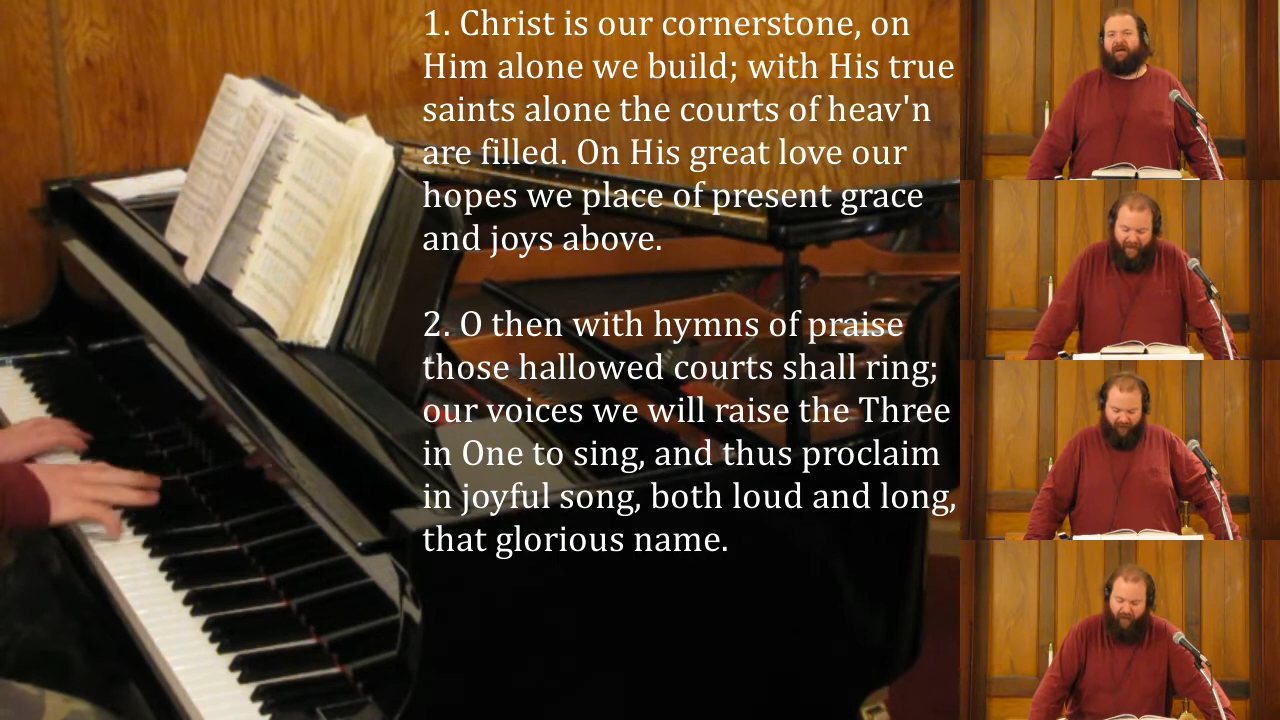 1. Christ is our cornerstone, on
Him alone we build; with His true
saints alone the courts of heav'n
are filled. On His great love our
hopes we place of present grace
and joys above.
2. O then with hymns of praise
those hallowed courts shall ring;
our voices we will raise the Three
in One to sing, and thus proclaim
in joyful song, both loud and long,
that glorious name.